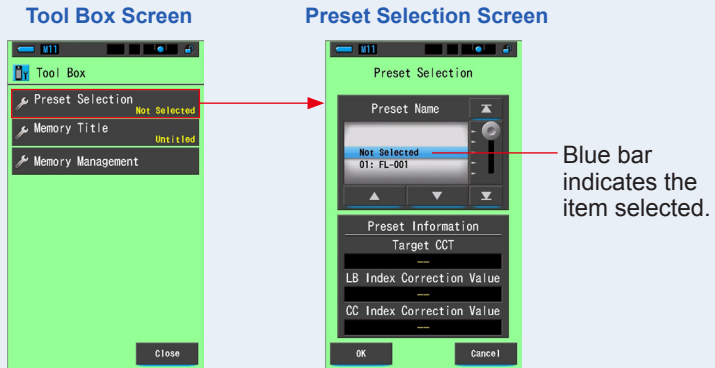 Tool Box Screen
M11
Tool Box
Preset Selection
Not Selected
Memory Title
Untitled
Memory Management
Close
Preset Selection Screen
M11
Preset Selection
Preset Name
Not Selected
01: FL-001
Preset Information
Target CCT
--
LB Index Correction Value
--
CC Index Correction Value
--
OK
Cancel
Blue bar
indicates the
item selected.